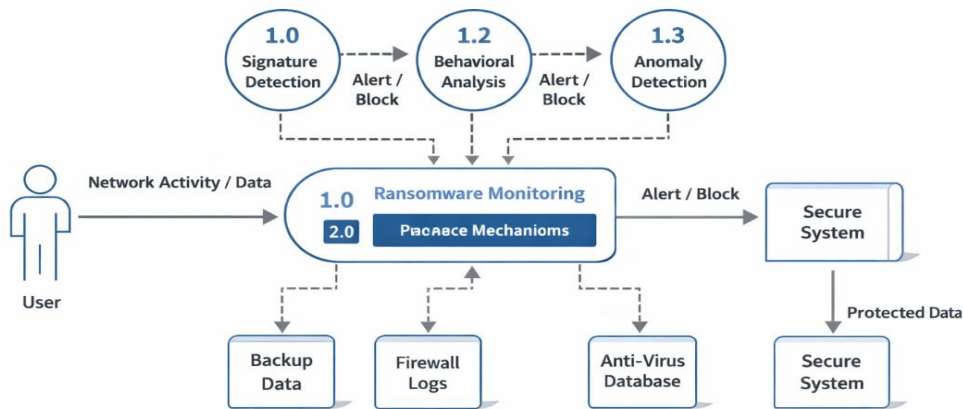 1.0
Signature
Detection
Alert /
Block
1.2
Behavioral
Analysis
Alert /
Block
1.3
Anomaly
Detection
Network Activity / Data
User
1.0
Ransomware Monitoring
2.0
Alert / Block
Secure
System
Protected Data
Backup
Data
Firewall
Logs
Anti-Virus
Database
Secure
System